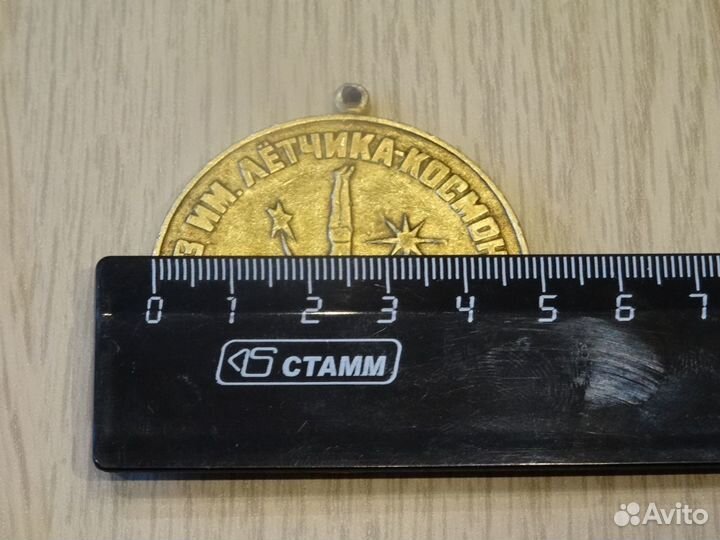 З ИМ. ЛЁТЧИКА-КОСМОН
0 1 2 3 4 5 6 7
СТАММ
Avito